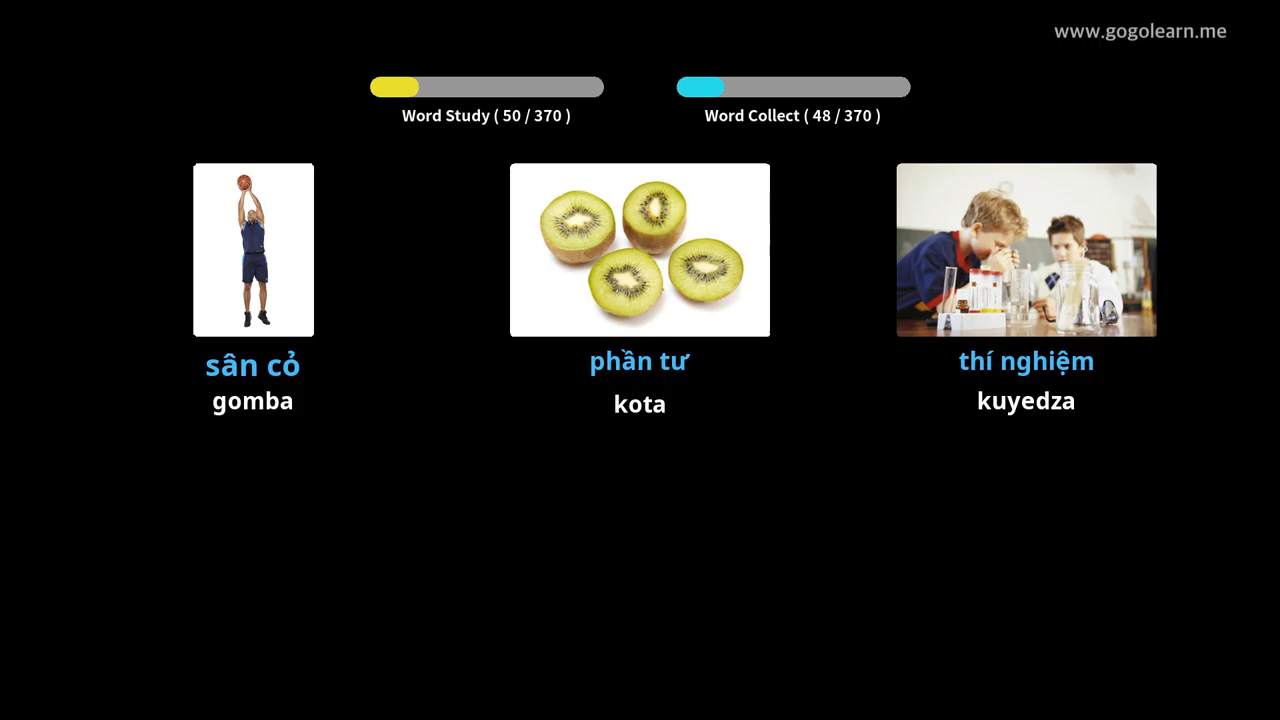 www.gogolearn.me
Word Study ( 50 / 370 )
Word Collect ( 48 / 370 )
sân cỏ
gomba
phần tư
kota
thí nghiệm
kuyedza